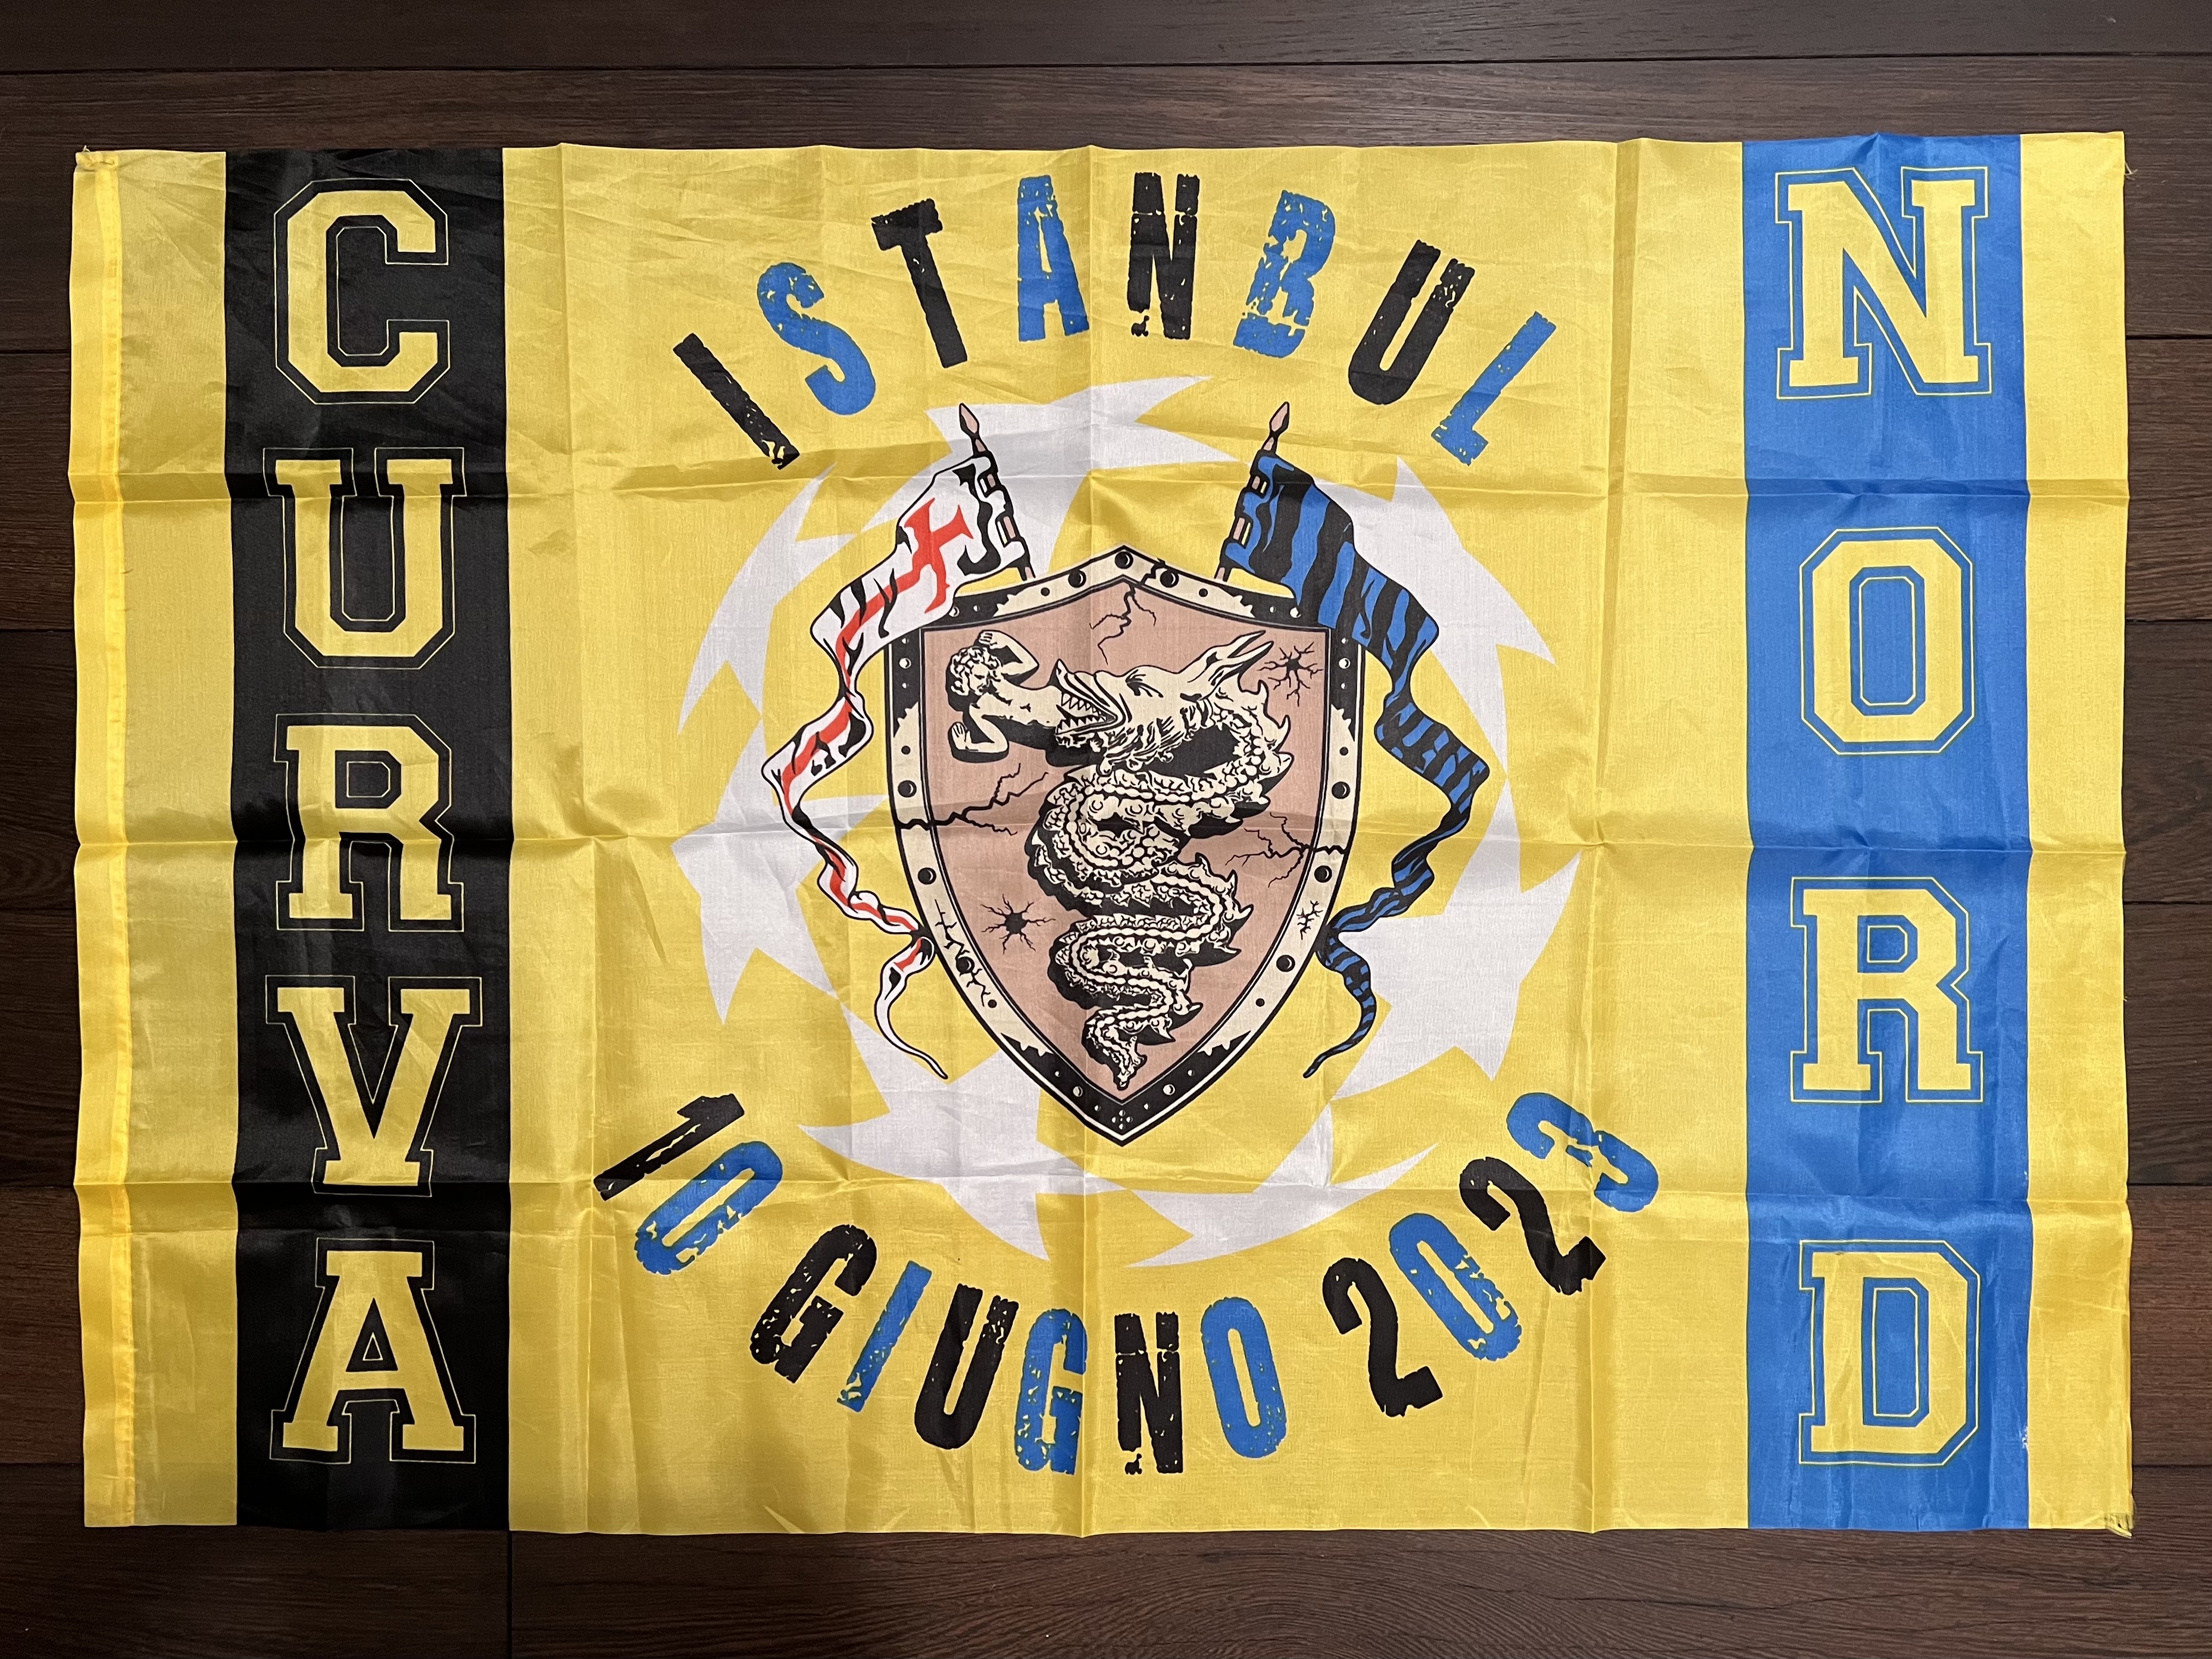 CURVA
ISTANBUL
10 GIUGNO 2023
NORD